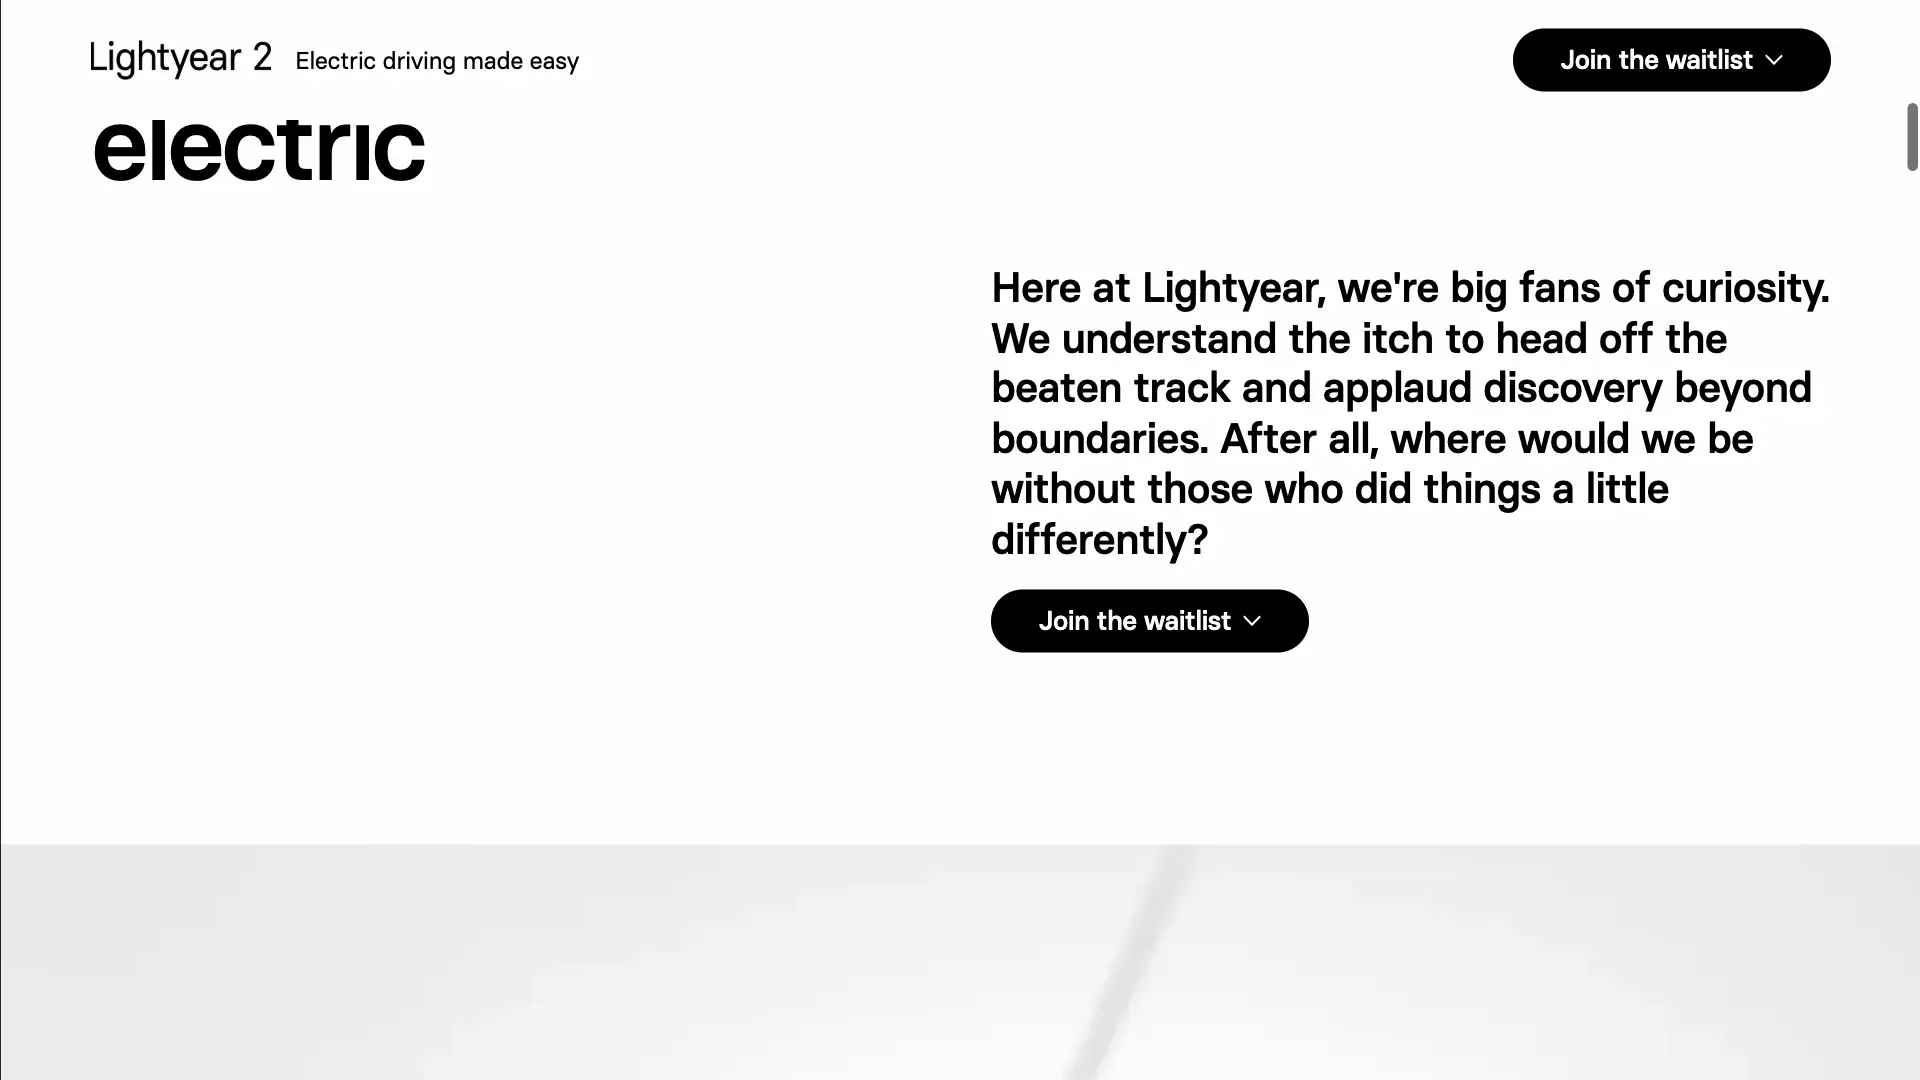 Lightyear 2 Electric driving made easy
Join the waitlist
electric
Here at Lightyear, we're big fans of curiosity.
We understand the itch to head off the
beaten track and applaud discovery beyond
boundaries. After all, where would we be
without those who did things a little
differently?
Join the waitlist